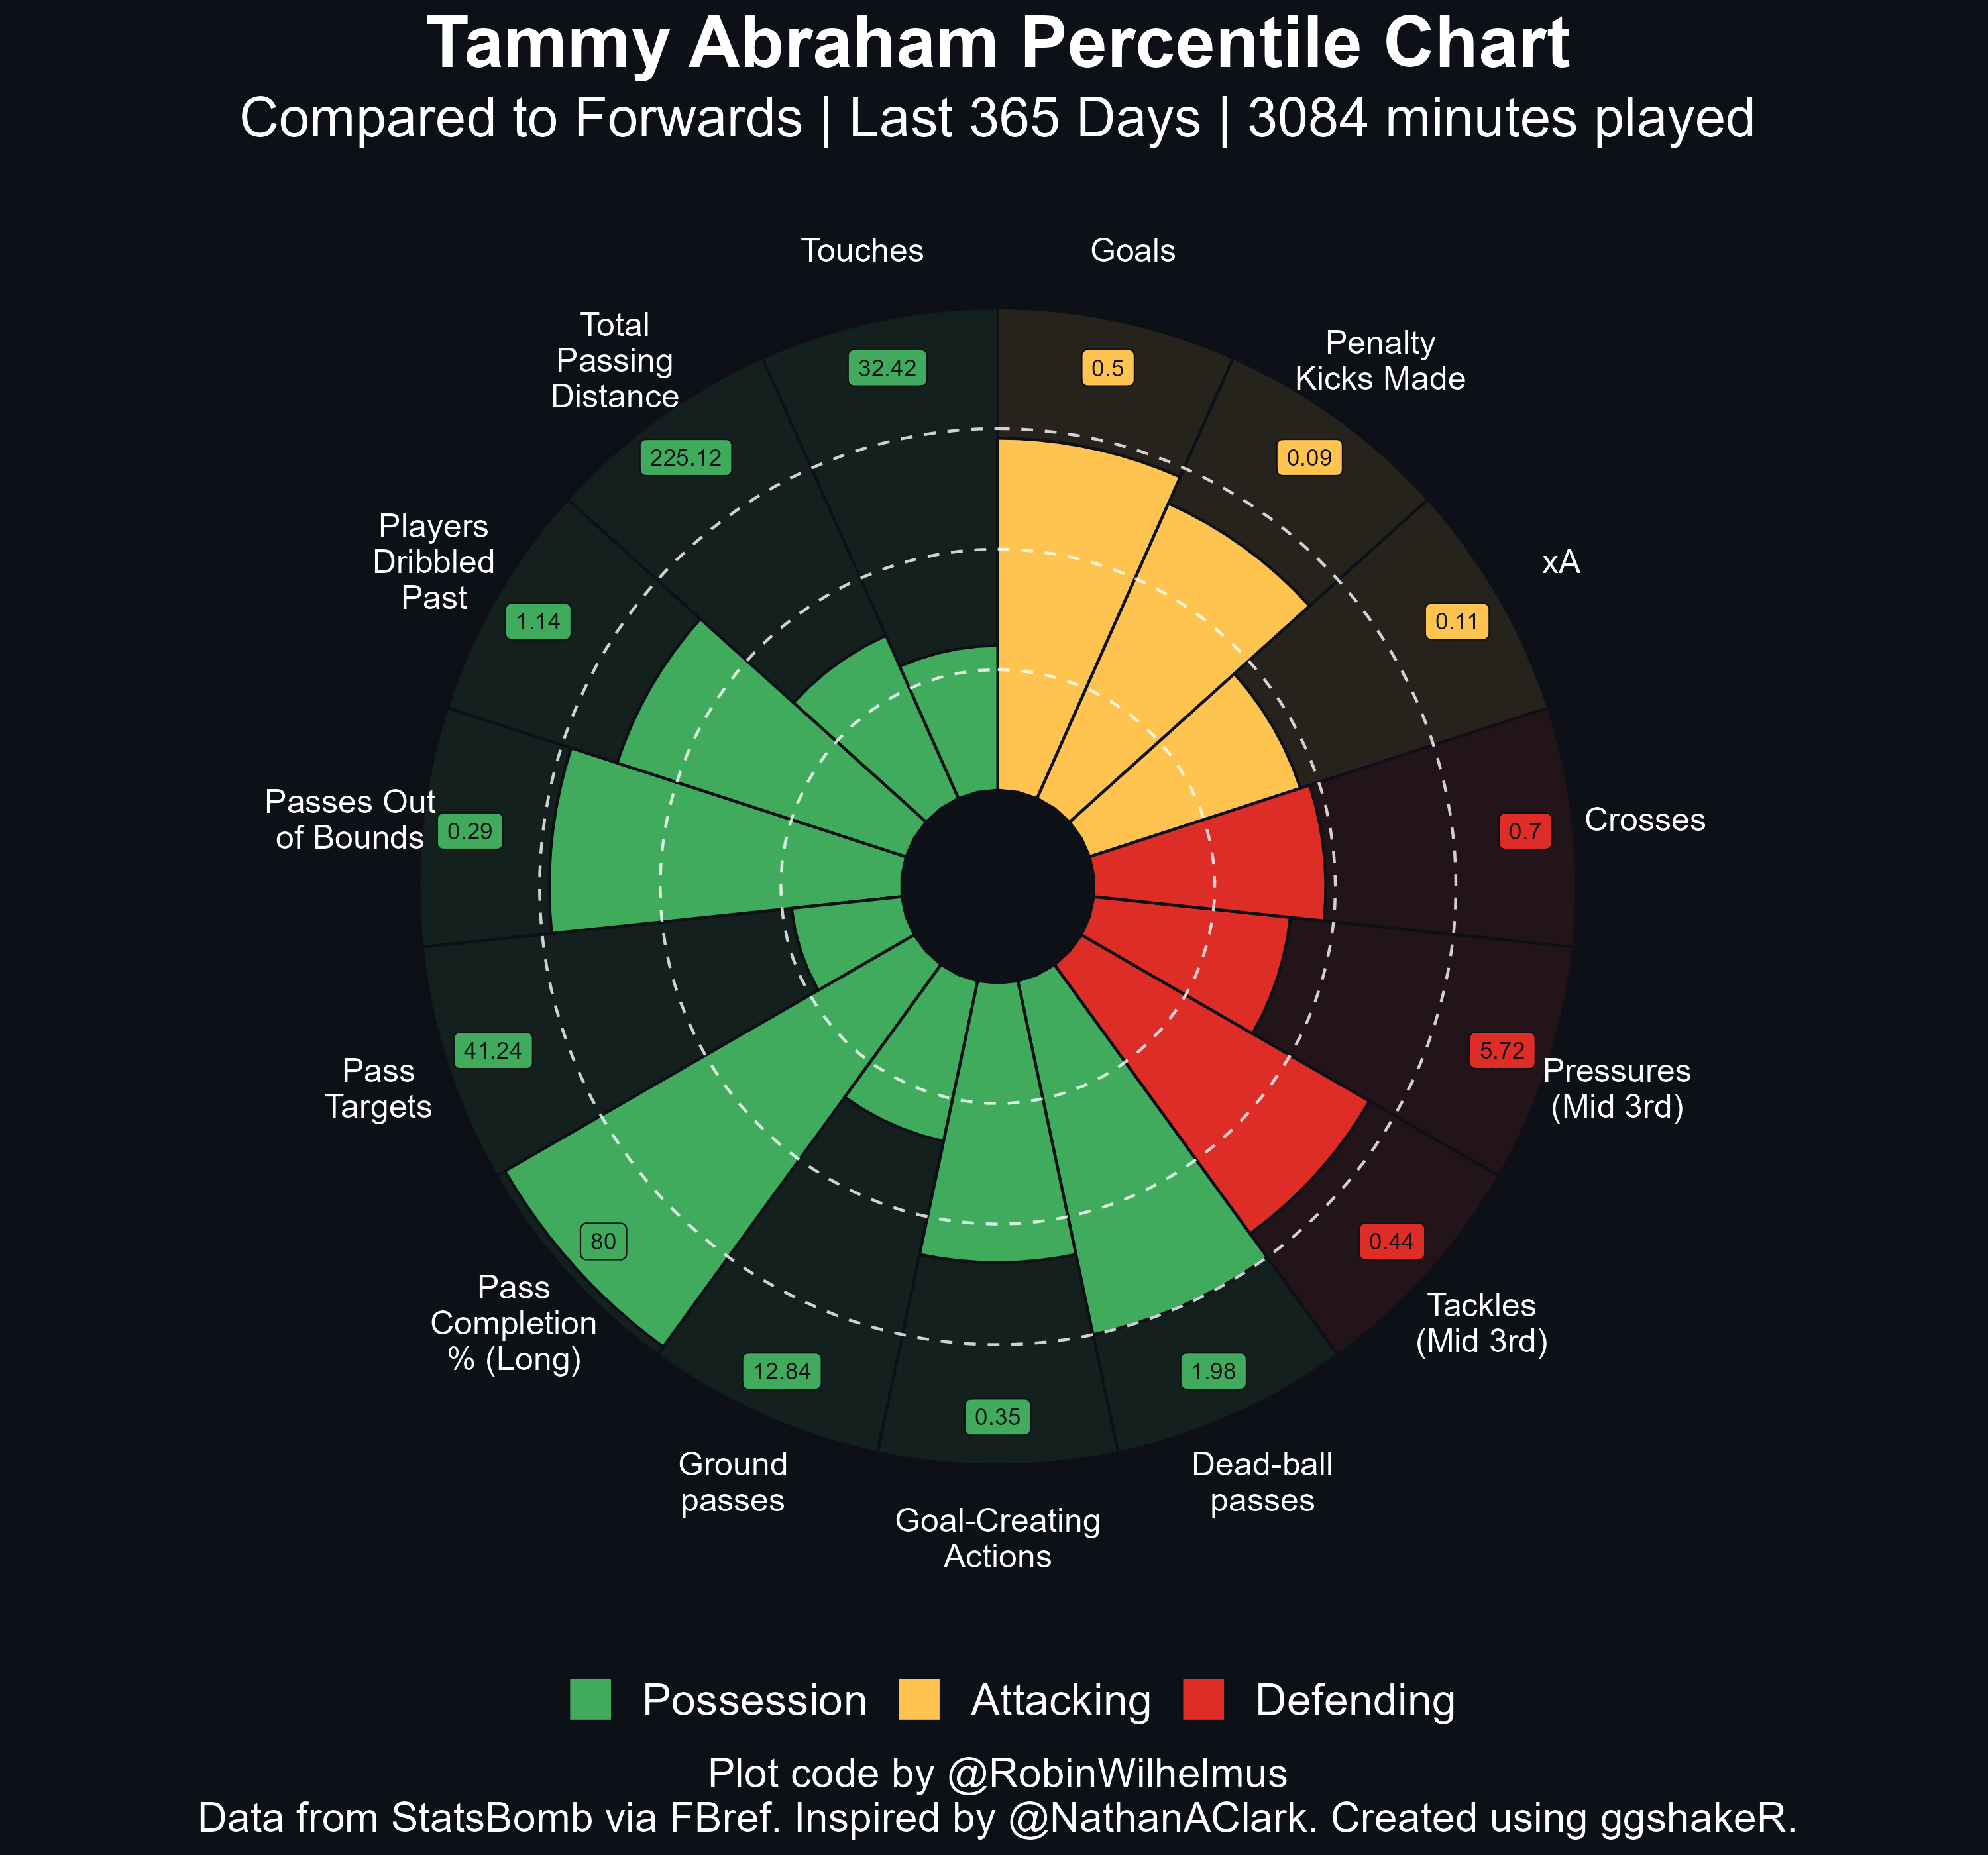 Tammy Abraham Percentile Chart
Compared to Forwards | Last 365 Days | 3084 minutes played
Touches
Goals
Total
Passing
Distance
Penalty
Kicks Made
32.42
0.5
225.12
0.09
Players
Dribbled
Past
xA
1.14
0.11
Passes Out
of Bounds
0.29
0.7
Crosses
Pass
Targets
41.24
5.72
Pressures
(Mid 3rd)
80
0.44
Pass
Completion
% (Long)
Tackles
(Mid 3rd)
12.84
1.98
0.35
Ground
passes
Dead-ball
passes
Goal-Creating
Actions
Possession
Attacking
Defending
Plot code by @RobinWilhelmus
Data from StatsBomb via FBref. Inspired by @NathanAClark. Created using ggshakeR.